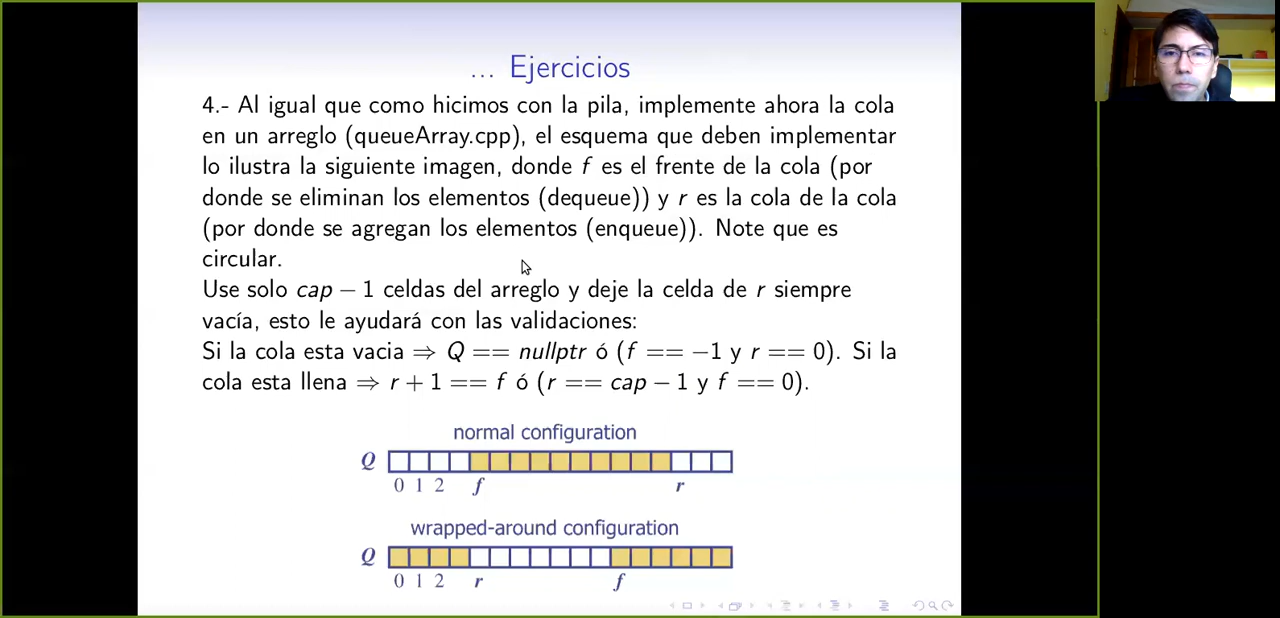 ... Ejercicios
4.- Al igual que como hicimos con la pila, implemente ahora la cola
en un arreglo (queueArray.cpp), el esquema que deben implementar
lo ilustra la siguiente imagen, donde f es el frente de la cola (por
donde se eliminan los elementos (dequeue)) y r es la cola de la cola
(por donde se agregan los elementos (enqueue)). Note que es
circular.
Use solo cap − 1 celdas del arreglo y deje la celda de r siempre
vacía, esto le ayudará con las validaciones:
Si la cola esta vacia ⇒ Q == nullptr ó (f == −1 y r == 0). Si la
cola esta llena ⇒ r + 1 == f ó (r == cap − 1 y f == 0).
normal configuration
Q
0 1 2 f r
wrapped-around configuration
Q
0 1 2 r f